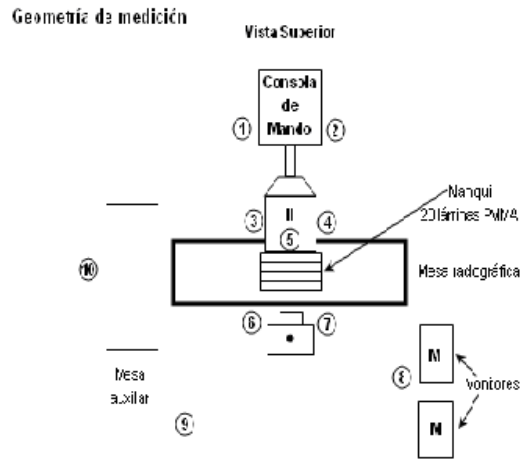 Geometría de medición
Vista Superior
Consola
de
Mando
1
2
3
II
4
5
20 láminas PMMA
Mesa radiográfica
10
6
7
M
8
Monitores
Mesa
auxiliar
9
M